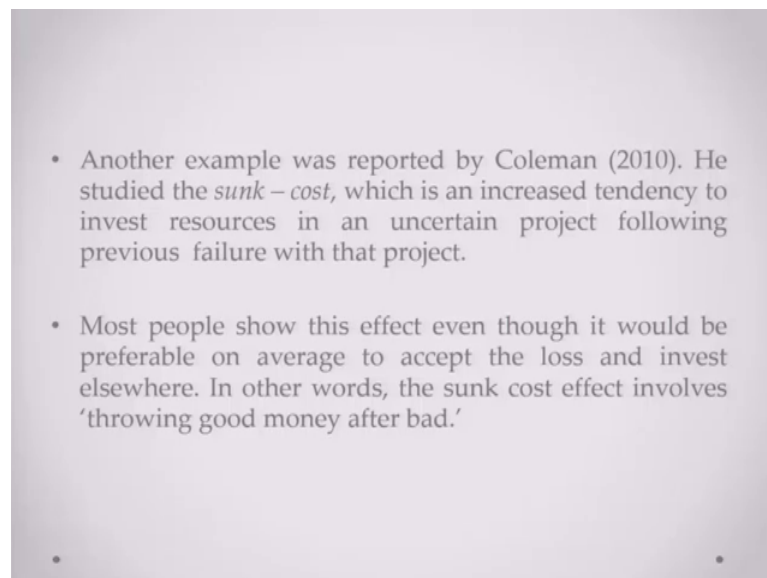 • Another example was reported by Coleman (2010). He
studied the sunk – cost, which is an increased tendency to
invest resources in an uncertain project following
previous failure with that project.
• Most people show this effect even though it would be
preferable on average to accept the loss and invest
elsewhere. In other words, the sunk cost effect involves
‘throwing good money after bad.’